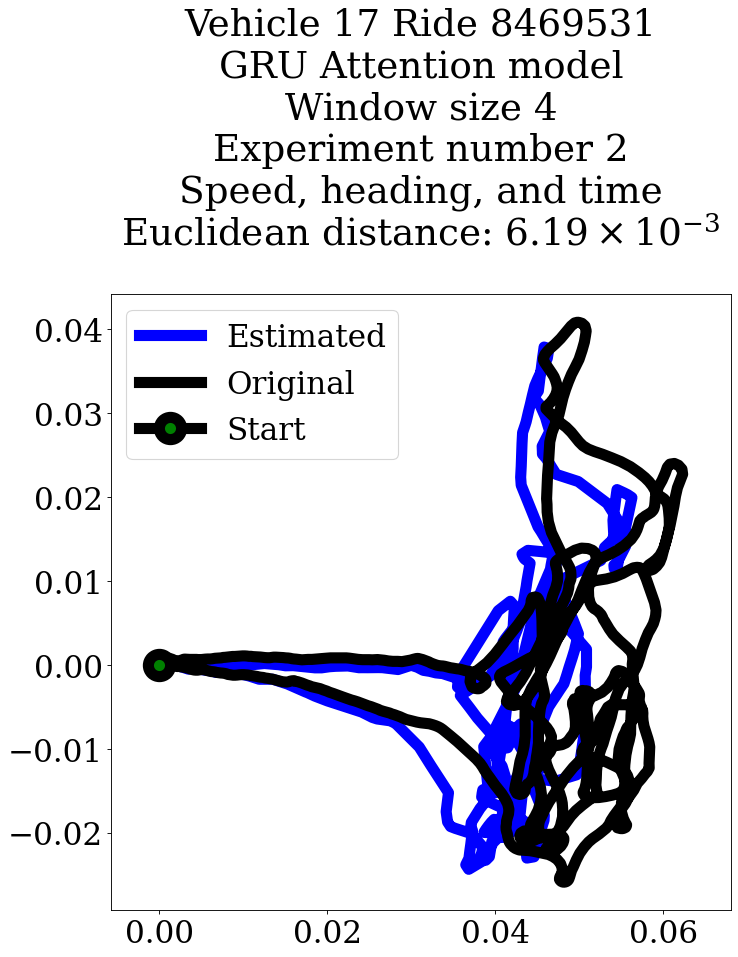 Vehicle 17 Ride 8469531
GRU Attention model
Window size 4
Experiment number 2
Speed, heading, and time
Euclidean distance: 6.19 × 10⁻³
Estimated
Original
Start
0.04
0.03
0.02
0.01
0.00
−0.01
−0.02
0.00 0.02 0.04 0.06